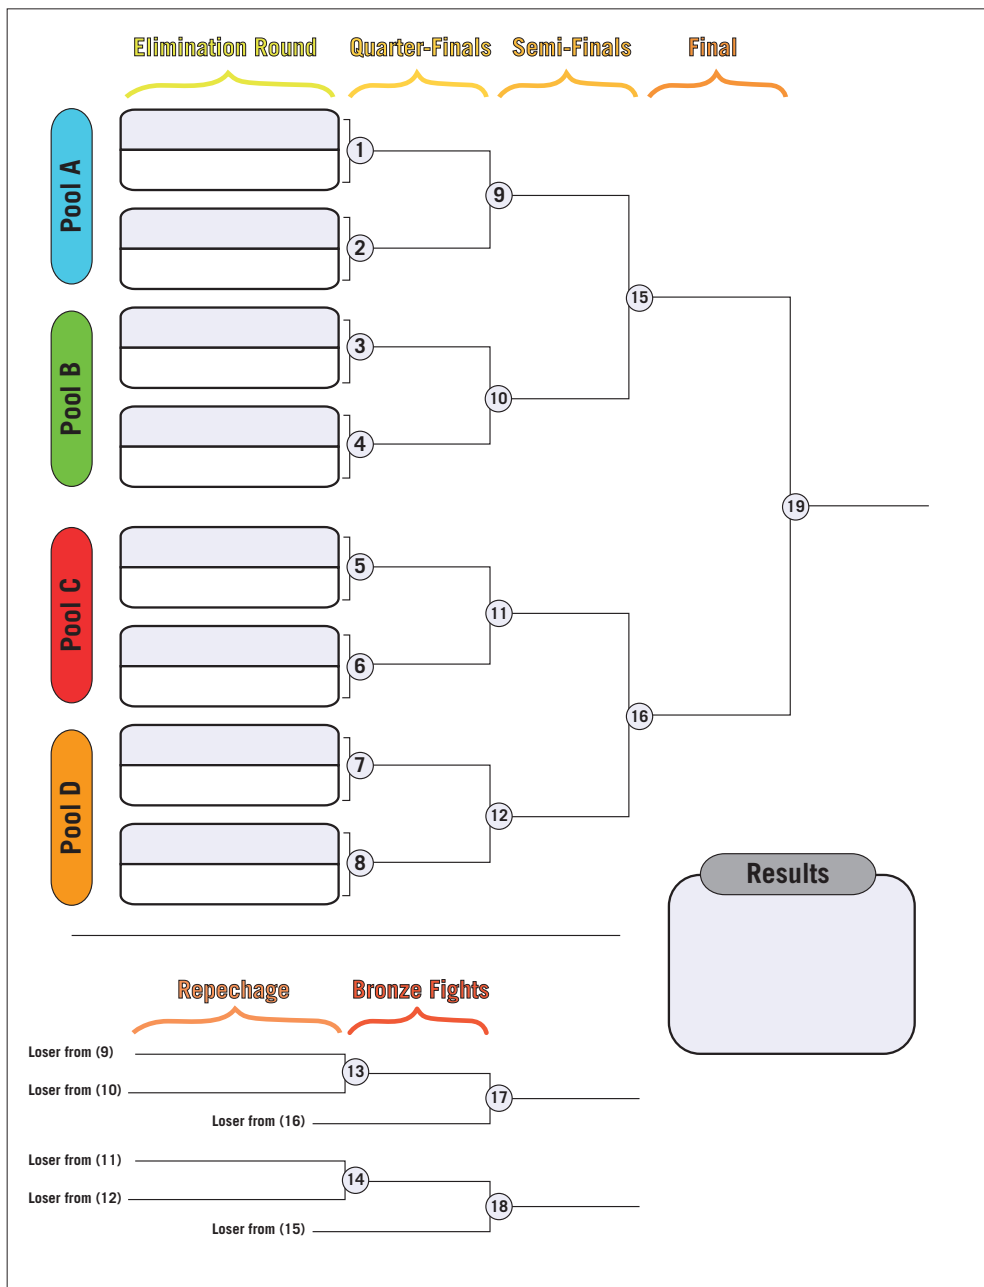 Elimination Round
Quarter-Finals
Semi-Finals
Final
Pool A
1
2
9
Pool B
3
4
10
15
Pool C
5
6
11
Pool D
7
8
12
16
19
Results
Repechage
Bronze Fights
Loser from (9)
Loser from (10)
13
Loser from (16)
17
Loser from (11)
Loser from (12)
14
Loser from (15)
18